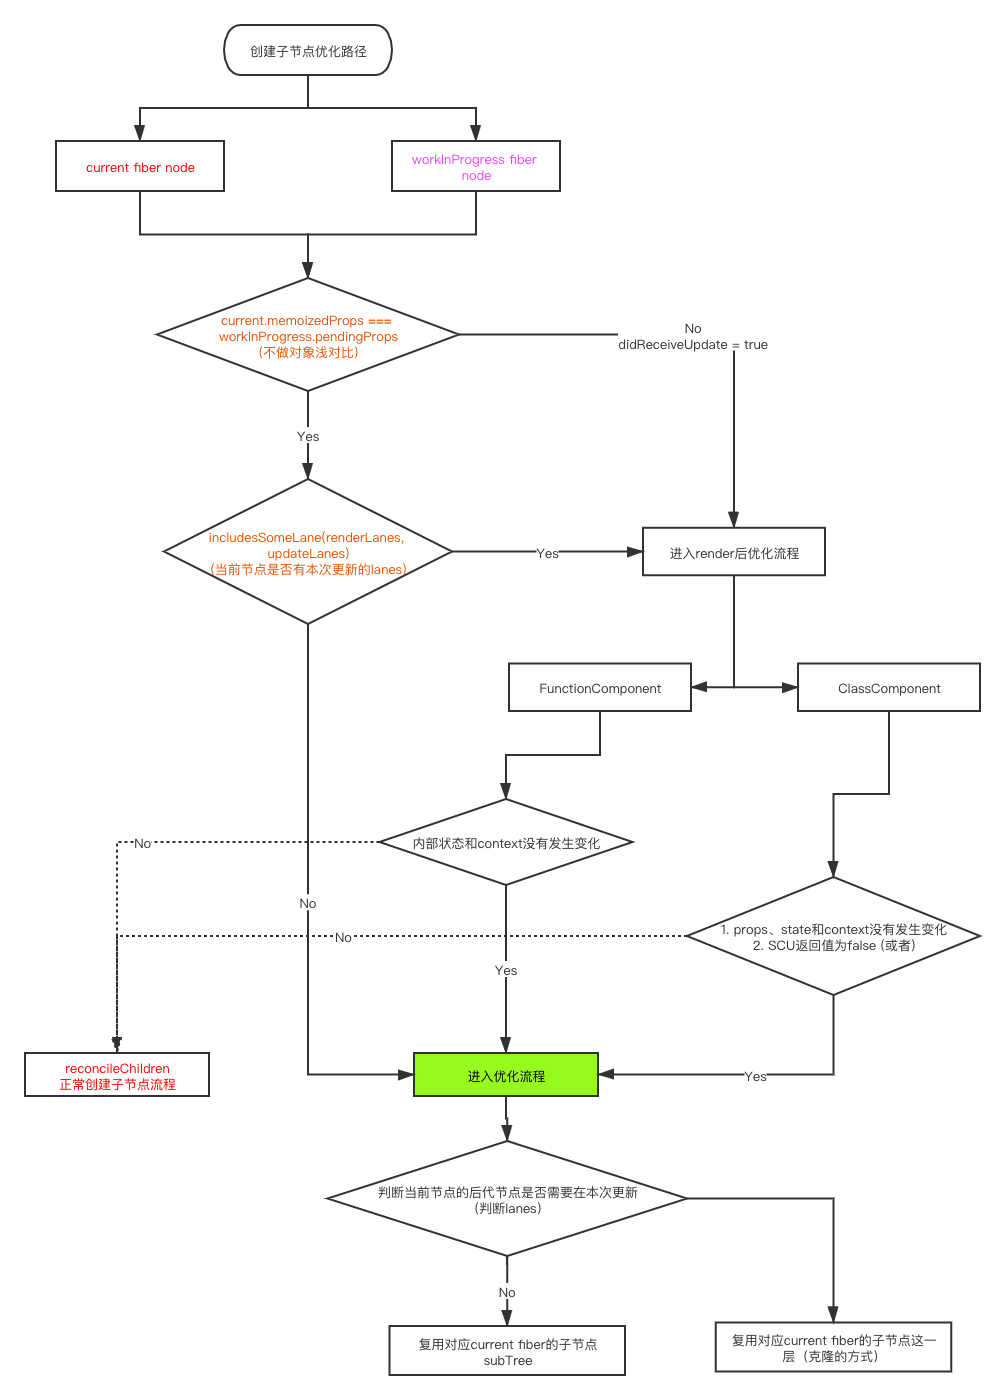 创建子节点优化路径
current fiber node
workInProgress fiber
node
current.memoizedProps ===
workInProgress.pendingProps
(不做对象浅对比)
No
didReceiveUpdate = true
Yes
includesSomeLane(renderLanes,
updateLanes)
(当前节点是否有本次更新的lanes)
Yes
进入render后优化流程
FunctionComponent
ClassComponent
内部状态和context没有发生变化
No
No
1. props、state和context没有发生变化
2. SCU返回值为false (或者)
No
Yes
reconcileChildren
正常创建子节点流程
进入优化流程
Yes
判断当前节点的后代节点是否需要在本次更新
(判断lanes)
No
复用对应current fiber的子节点
subTree
复用对应current fiber的子节点这一
层（克隆的方式）